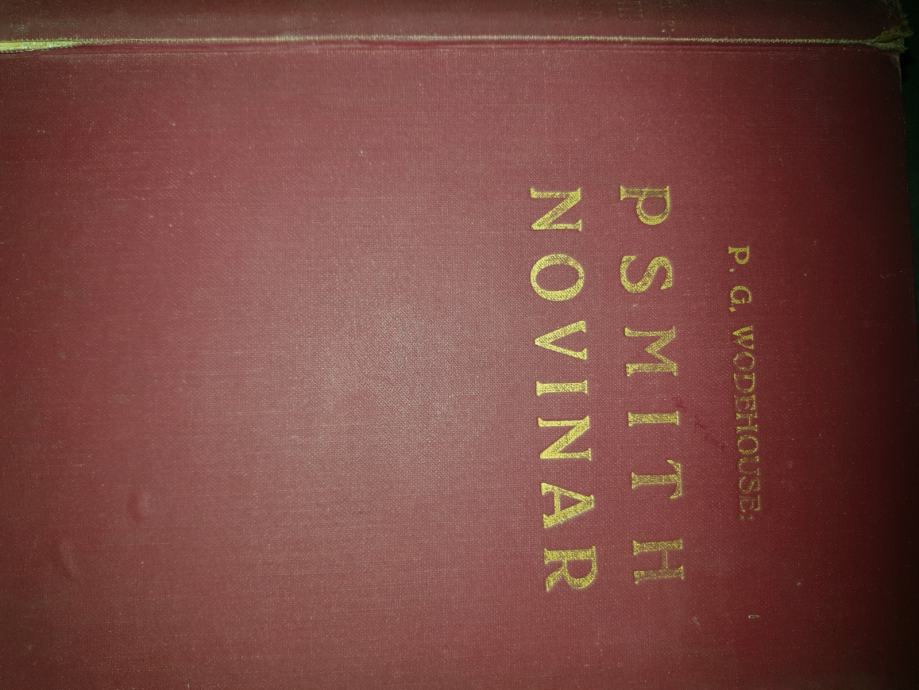 P. G. WODEHOUSE:
PSMITH
NOVINAR